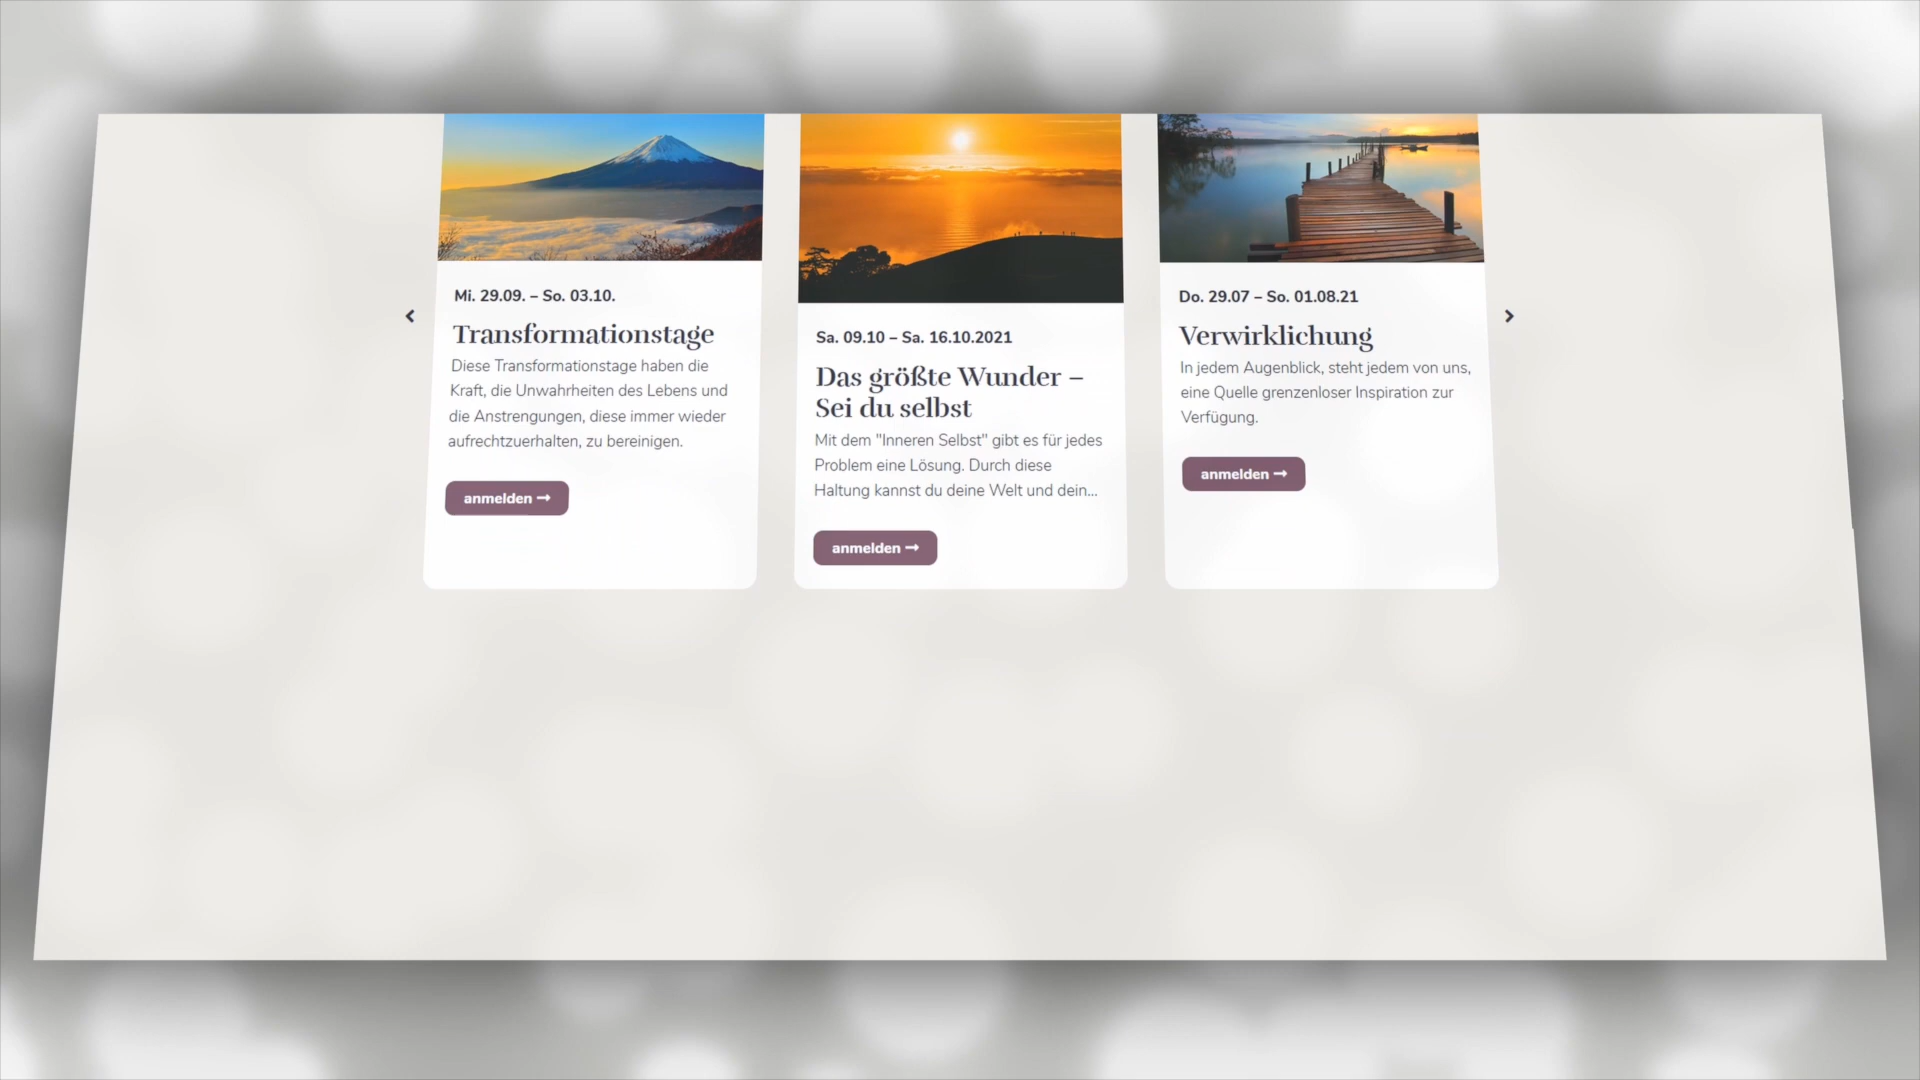 Mi. 29.09. – So. 03.10.
Transformationstage
Diese Transformationstage haben die
Kraft, die Unwahrheiten des Lebens und
die Anstrengungen, diese immer wieder
aufrechtzuerhalten, zu bereinigen.
anmelden
Sa. 09.10 – Sa. 16.10.2021
Das größte Wunder –
Sei du selbst
Mit dem "Inneren Selbst" gibt es für jedes
Problem eine Lösung. Durch diese
Haltung kannst du deine Welt und dein...
anmelden
Do. 29.07 – So. 01.08.21
Verwirklichung
In jedem Augenblick, steht jedem von uns,
eine Quelle grenzenloser Inspiration zur
Verfügung.
anmelden